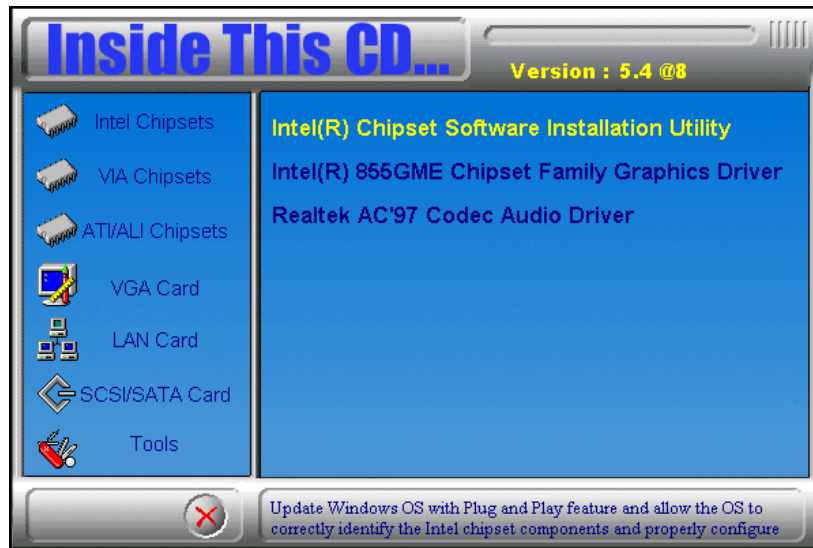 Inside This CD...
Version : 5.4 @8
Intel Chipsets
VIA Chipsets
ATI/ALI Chipsets
VGA Card
LAN Card
SCSI/SATA Card
Tools
Intel(R) Chipset Software Installation Utility
Intel(R) 855GME Chipset Family Graphics Driver
Realtek AC'97 Codec Audio Driver
Update Windows OS with Plug and Play feature and allow the OS to
correctly identify the Intel chipset components and properly configure